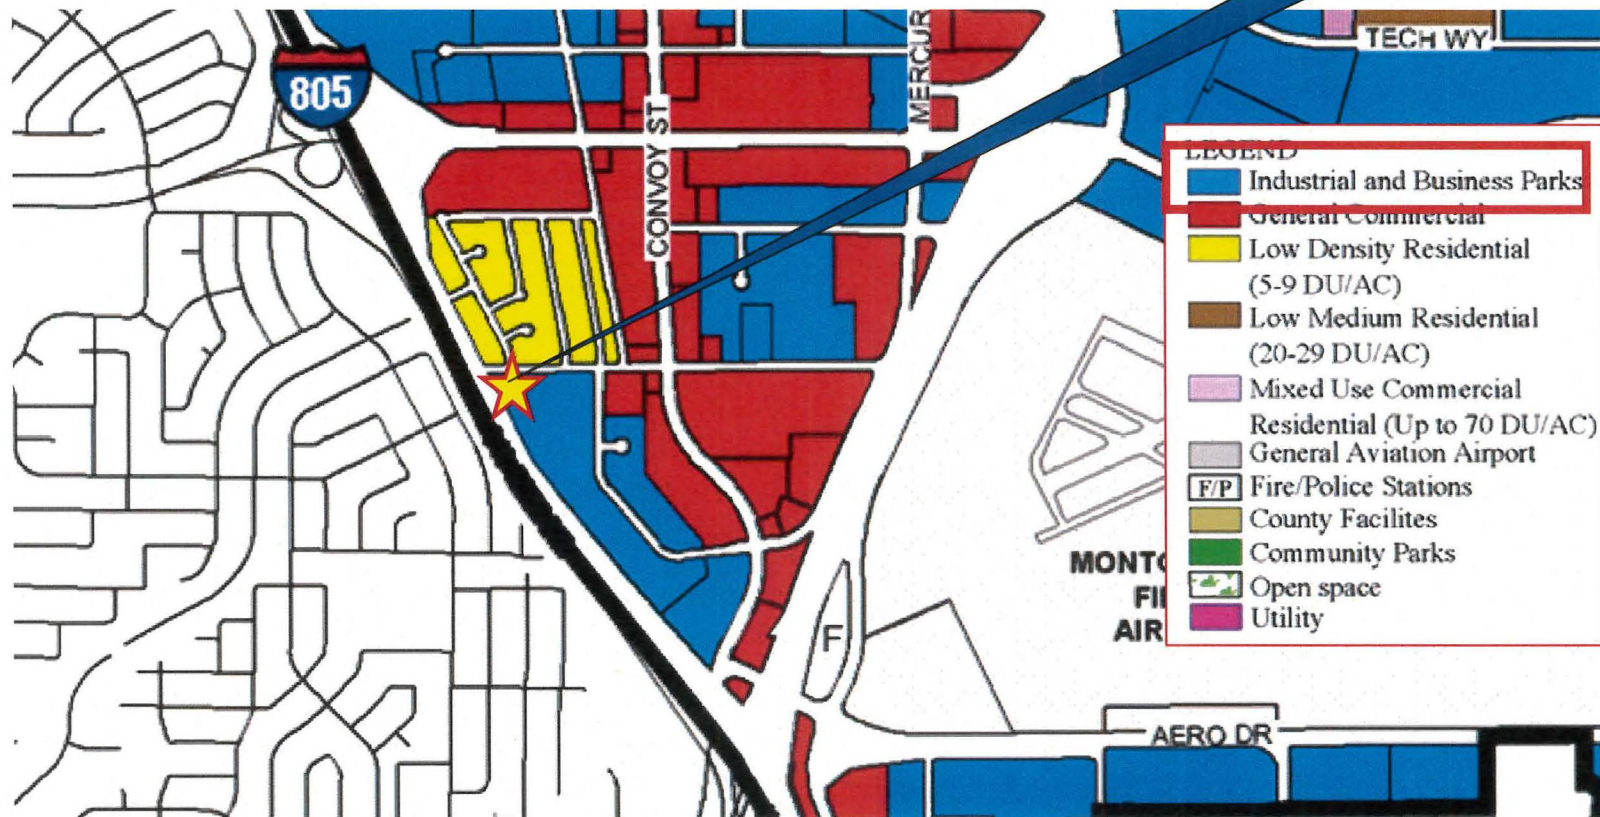 805
CONVOY ST
MERCUR
TECH WY
LEGEND
Industrial and Business Parks
General Commercial
Low Density Residential
(5-9 DU/AC)
Low Medium Residential
(20-29 DU/AC)
Mixed Use Commercial
Residential (Up to 70 DU/AC)
General Aviation Airport
F/P Fire/Police Stations
County Facilites
Community Parks
Open space
Utility
MONTG
FI
AIR
F
AERO DR